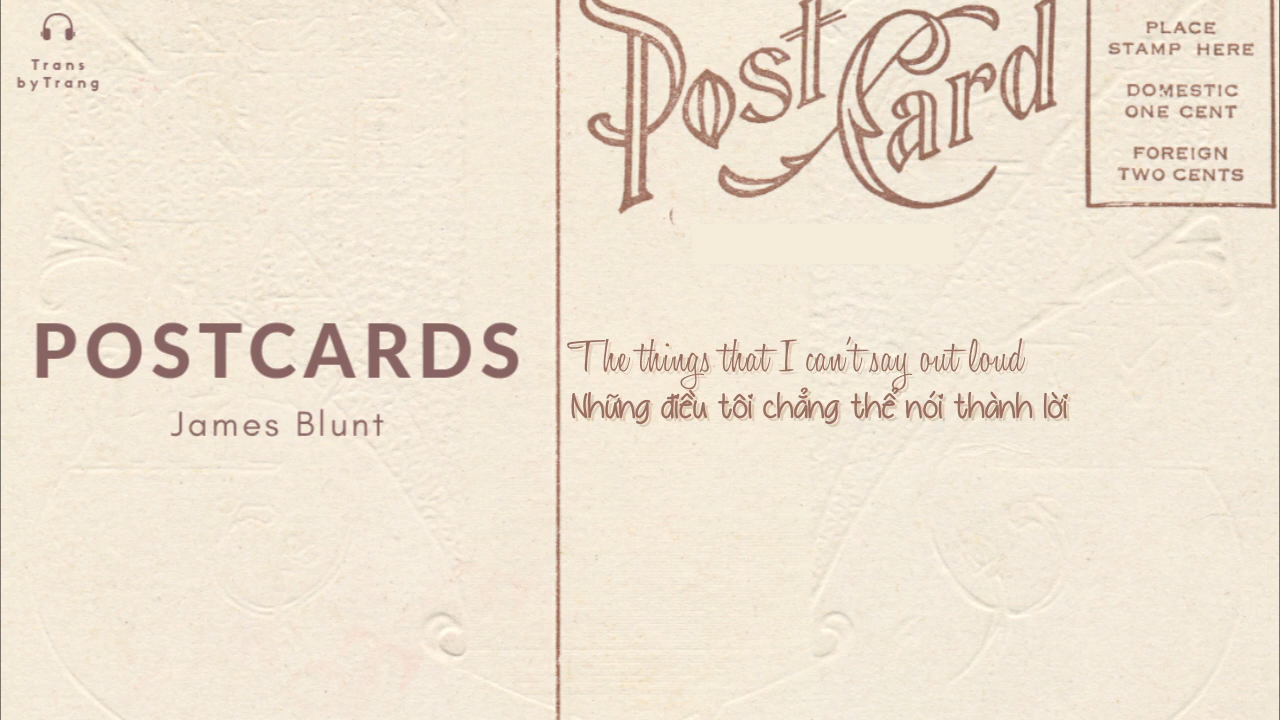 Trans
byTrang
Post Card
PLACE
STAMP HERE
DOMESTIC
ONE CENT
FOREIGN
TWO CENTS
POSTCARDS
James Blunt
The things that I can't say out loud
Những điều tôi chẳng thể nói thành lời